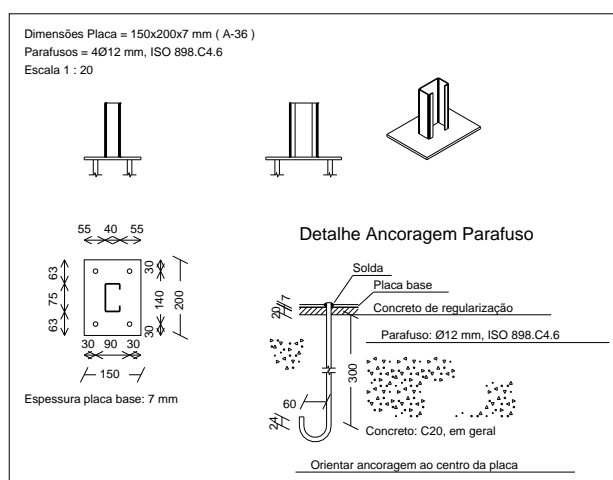 Dimensões Placa = 150x200x7 mm ( A-36 )
Parafusos = 4Ø12 mm, ISO 898.C4.6
Escala 1 : 20
55 40 55
63
75
63
30
140
30
200
30 90 30
150
Espessura placa base: 7 mm
Detalhe Ancoragem Parafuso
Solda
Placa base
Concreto de regularização
20 7
Parafuso: Ø12 mm, ISO 898.C4.6
300
60
24
Concreto: C20, em geral
Orientar ancoragem ao centro da placa